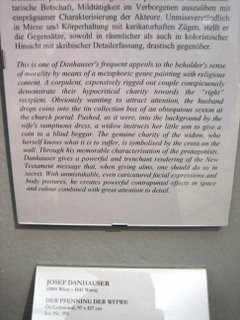 tarische Botschaft, Mildtätigkeit im Verborgenen auszuüben mit
einprägsamer Charakterisierung der Akteure. Unmissverständlich
in Miene und Körperhaltung mit karikaturhaften Zügen, stellt er
die Gegensätze, sowohl in räumlicher als auch in koloristischer
Hinsicht mit akribischer Detailerfassung, drastisch gegenüber.
This is one of Danhauser's frequent appeals to the beholder's sense
of morality by means of a metaphoric genre painting with religious
content. A corpulent, expensively rigged out couple conspicuously
demonstrate their hypocritical charity towards the "right"
recipient. Obviously wanting to attract attention, the husband
drops coins into the tin collection box of an obsequious sexton at
the church portal. Pushed, as it were, into the background by the
wife's sumptuous dress, a widow instructs her little son to give a
coin to a blind beggar. The genuine charity of the widow, who
herself knows what it is to suffer, is symbolised by the cross on the
wall. Through his memorable characterisation of the protagonists,
Danhauser gives a powerful and trenchant rendering of the New
Testament message that, when giving alms, one should do so in
secret. With unmistakable, even caricatured facial expressions and
body postures, he creates powerful contrapuntal effects in space
and colour combined with great attention to detail.
JOSEF DANHAUSER
(1805 Wien – 1845 Wien)
DER PFENNING DER WITWE
Öl/Leinwand, 97 x 127 cm